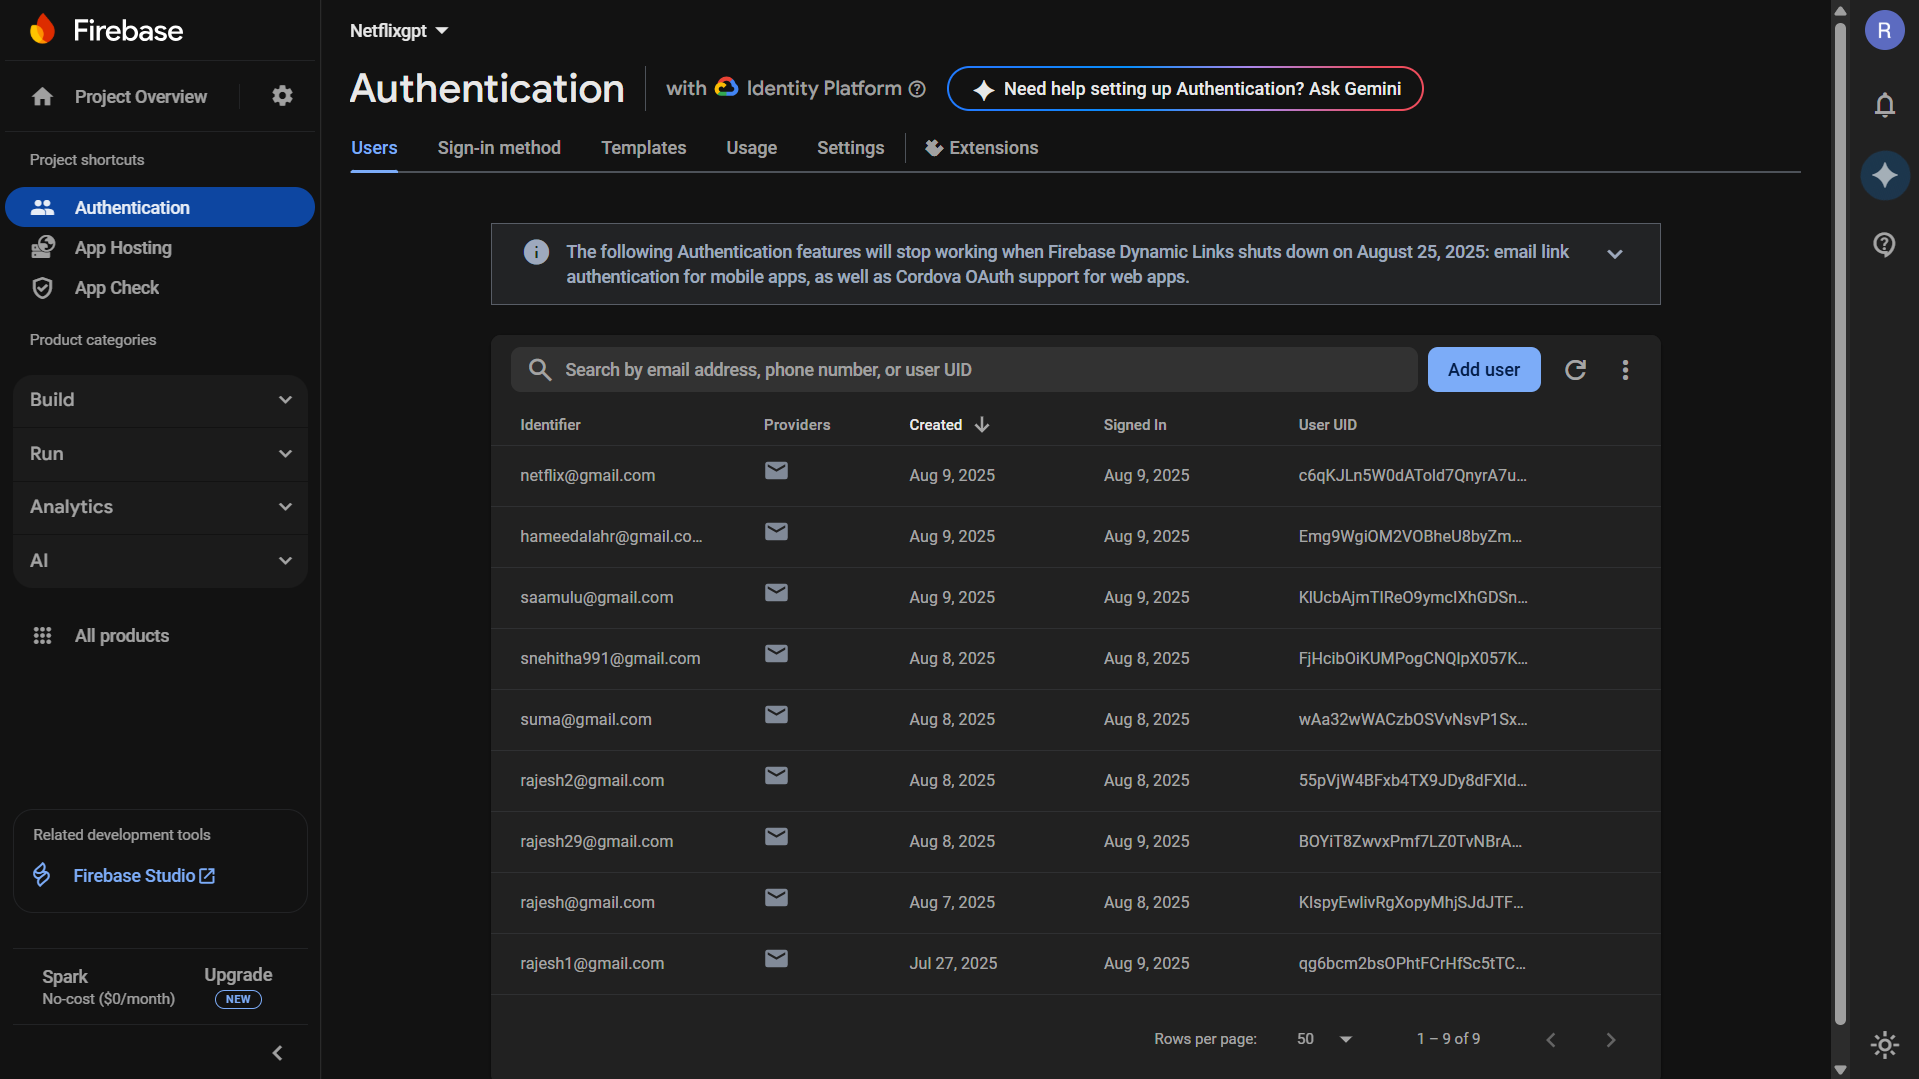 Firebase
Project Overview
Project shortcuts
Authentication
App Hosting
App Check
Product categories
Build
Run
Analytics
AI
All products
Related development tools
Firebase Studio
Spark
No-cost ($0/month)
Upgrade
NEW
Netflixgpt
Authentication
with Identity Platform
Need help setting up Authentication? Ask Gemini
Users Sign-in method Templates Usage Settings Extensions
The following Authentication features will stop working when Firebase Dynamic Links shuts down on August 25, 2025: email link
authentication for mobile apps, as well as Cordova OAuth support for web apps.
Search by email address, phone number, or user UID
Add user
Identifier Providers Created Signed In User UID
netflix@gmail.com Aug 9, 2025 Aug 9, 2025 c6qKJLn5W0dATold7QnyrA7u...
hameedalahr@gmail.co... Aug 9, 2025 Aug 9, 2025 Emg9WgiOM2VOBheU8byZm...
saamulu@gmail.com Aug 9, 2025 Aug 9, 2025 KlUcbAjmTIReO9ymcIXhGDSn...
snehitha991@gmail.com Aug 8, 2025 Aug 8, 2025 FjHcibOiKUMPogCNQIpX057K...
suma@gmail.com Aug 8, 2025 Aug 8, 2025 wAa32wWACzbOSVvNsvP1Sx...
rajesh2@gmail.com Aug 8, 2025 Aug 8, 2025 55pVjW4BFxb4TX9JDy8dFXId...
rajesh29@gmail.com Aug 8, 2025 Aug 9, 2025 BOYiT8ZwvxPmf7LZ0TvNBrA...
rajesh@gmail.com Aug 7, 2025 Aug 8, 2025 KIspyEwlivRgXopyMhjSJdJTF...
rajesh1@gmail.com Jul 27, 2025 Aug 9, 2025 qg6bcm2bsOPhtFCrHfSc5tTC...
Rows per page: 50 1 – 9 of 9
R